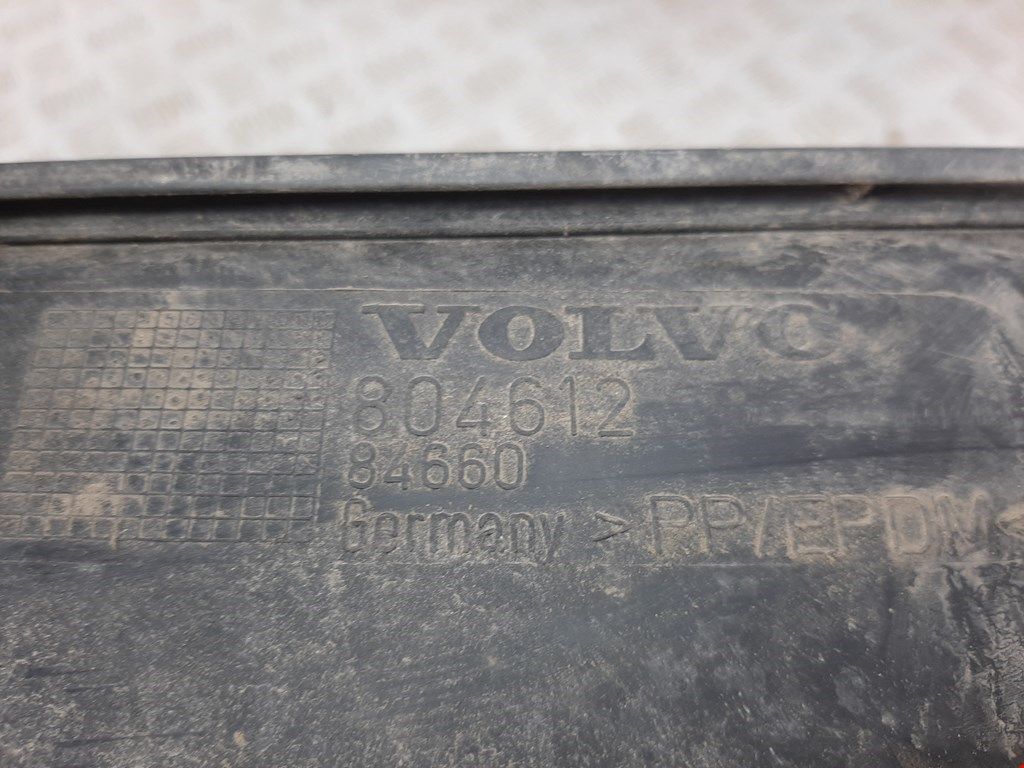 VOLVO
804612
84660
Germany >PP/EPDM<